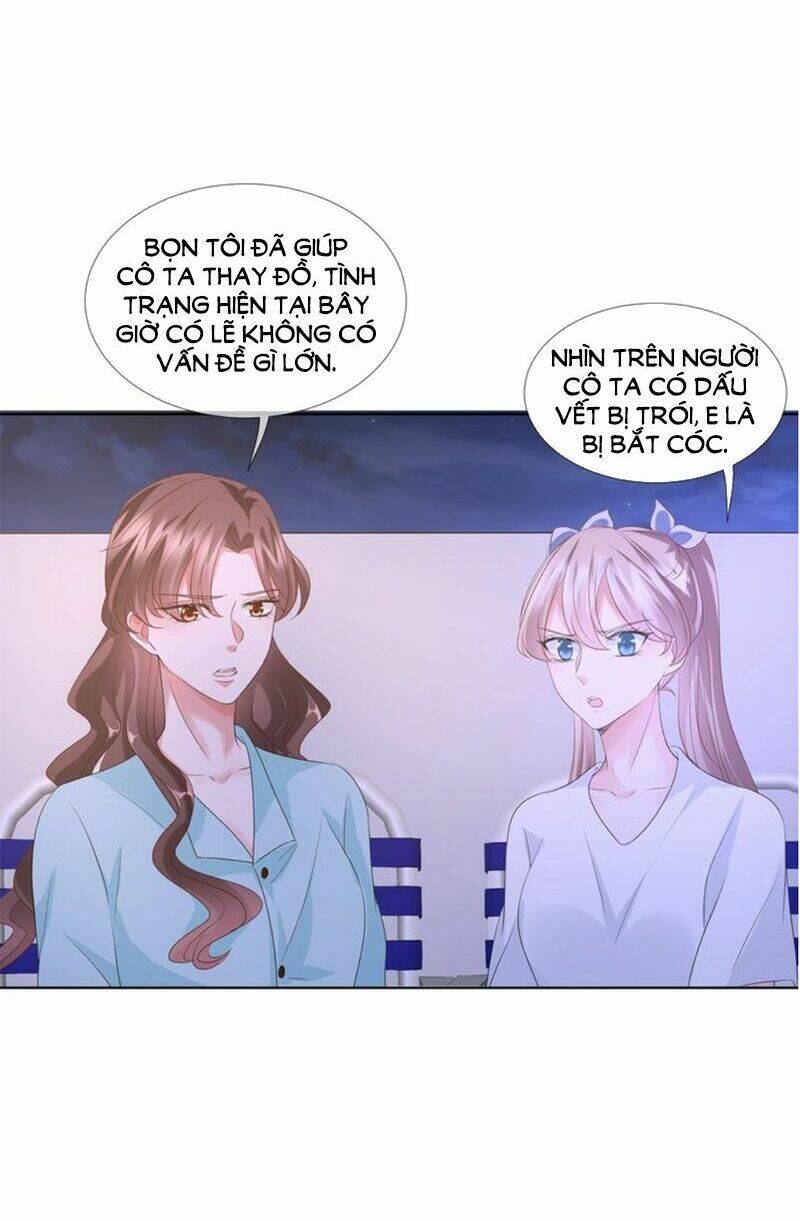 BỌN TÔI ĐÃ GIÚP
CÔ TA THAY ĐỒ, TÌNH
TRẠNG HIỆN TẠI BÂY
GIỜ CÓ LẼ KHÔNG CÓ
VẤN ĐỀ GÌ LỚN.
NHÌN TRÊN NGƯỜI
CÔ TA CÓ DẤU
VẾT BỊ TRÓI, E LÀ
BỊ BẮT CÓC.